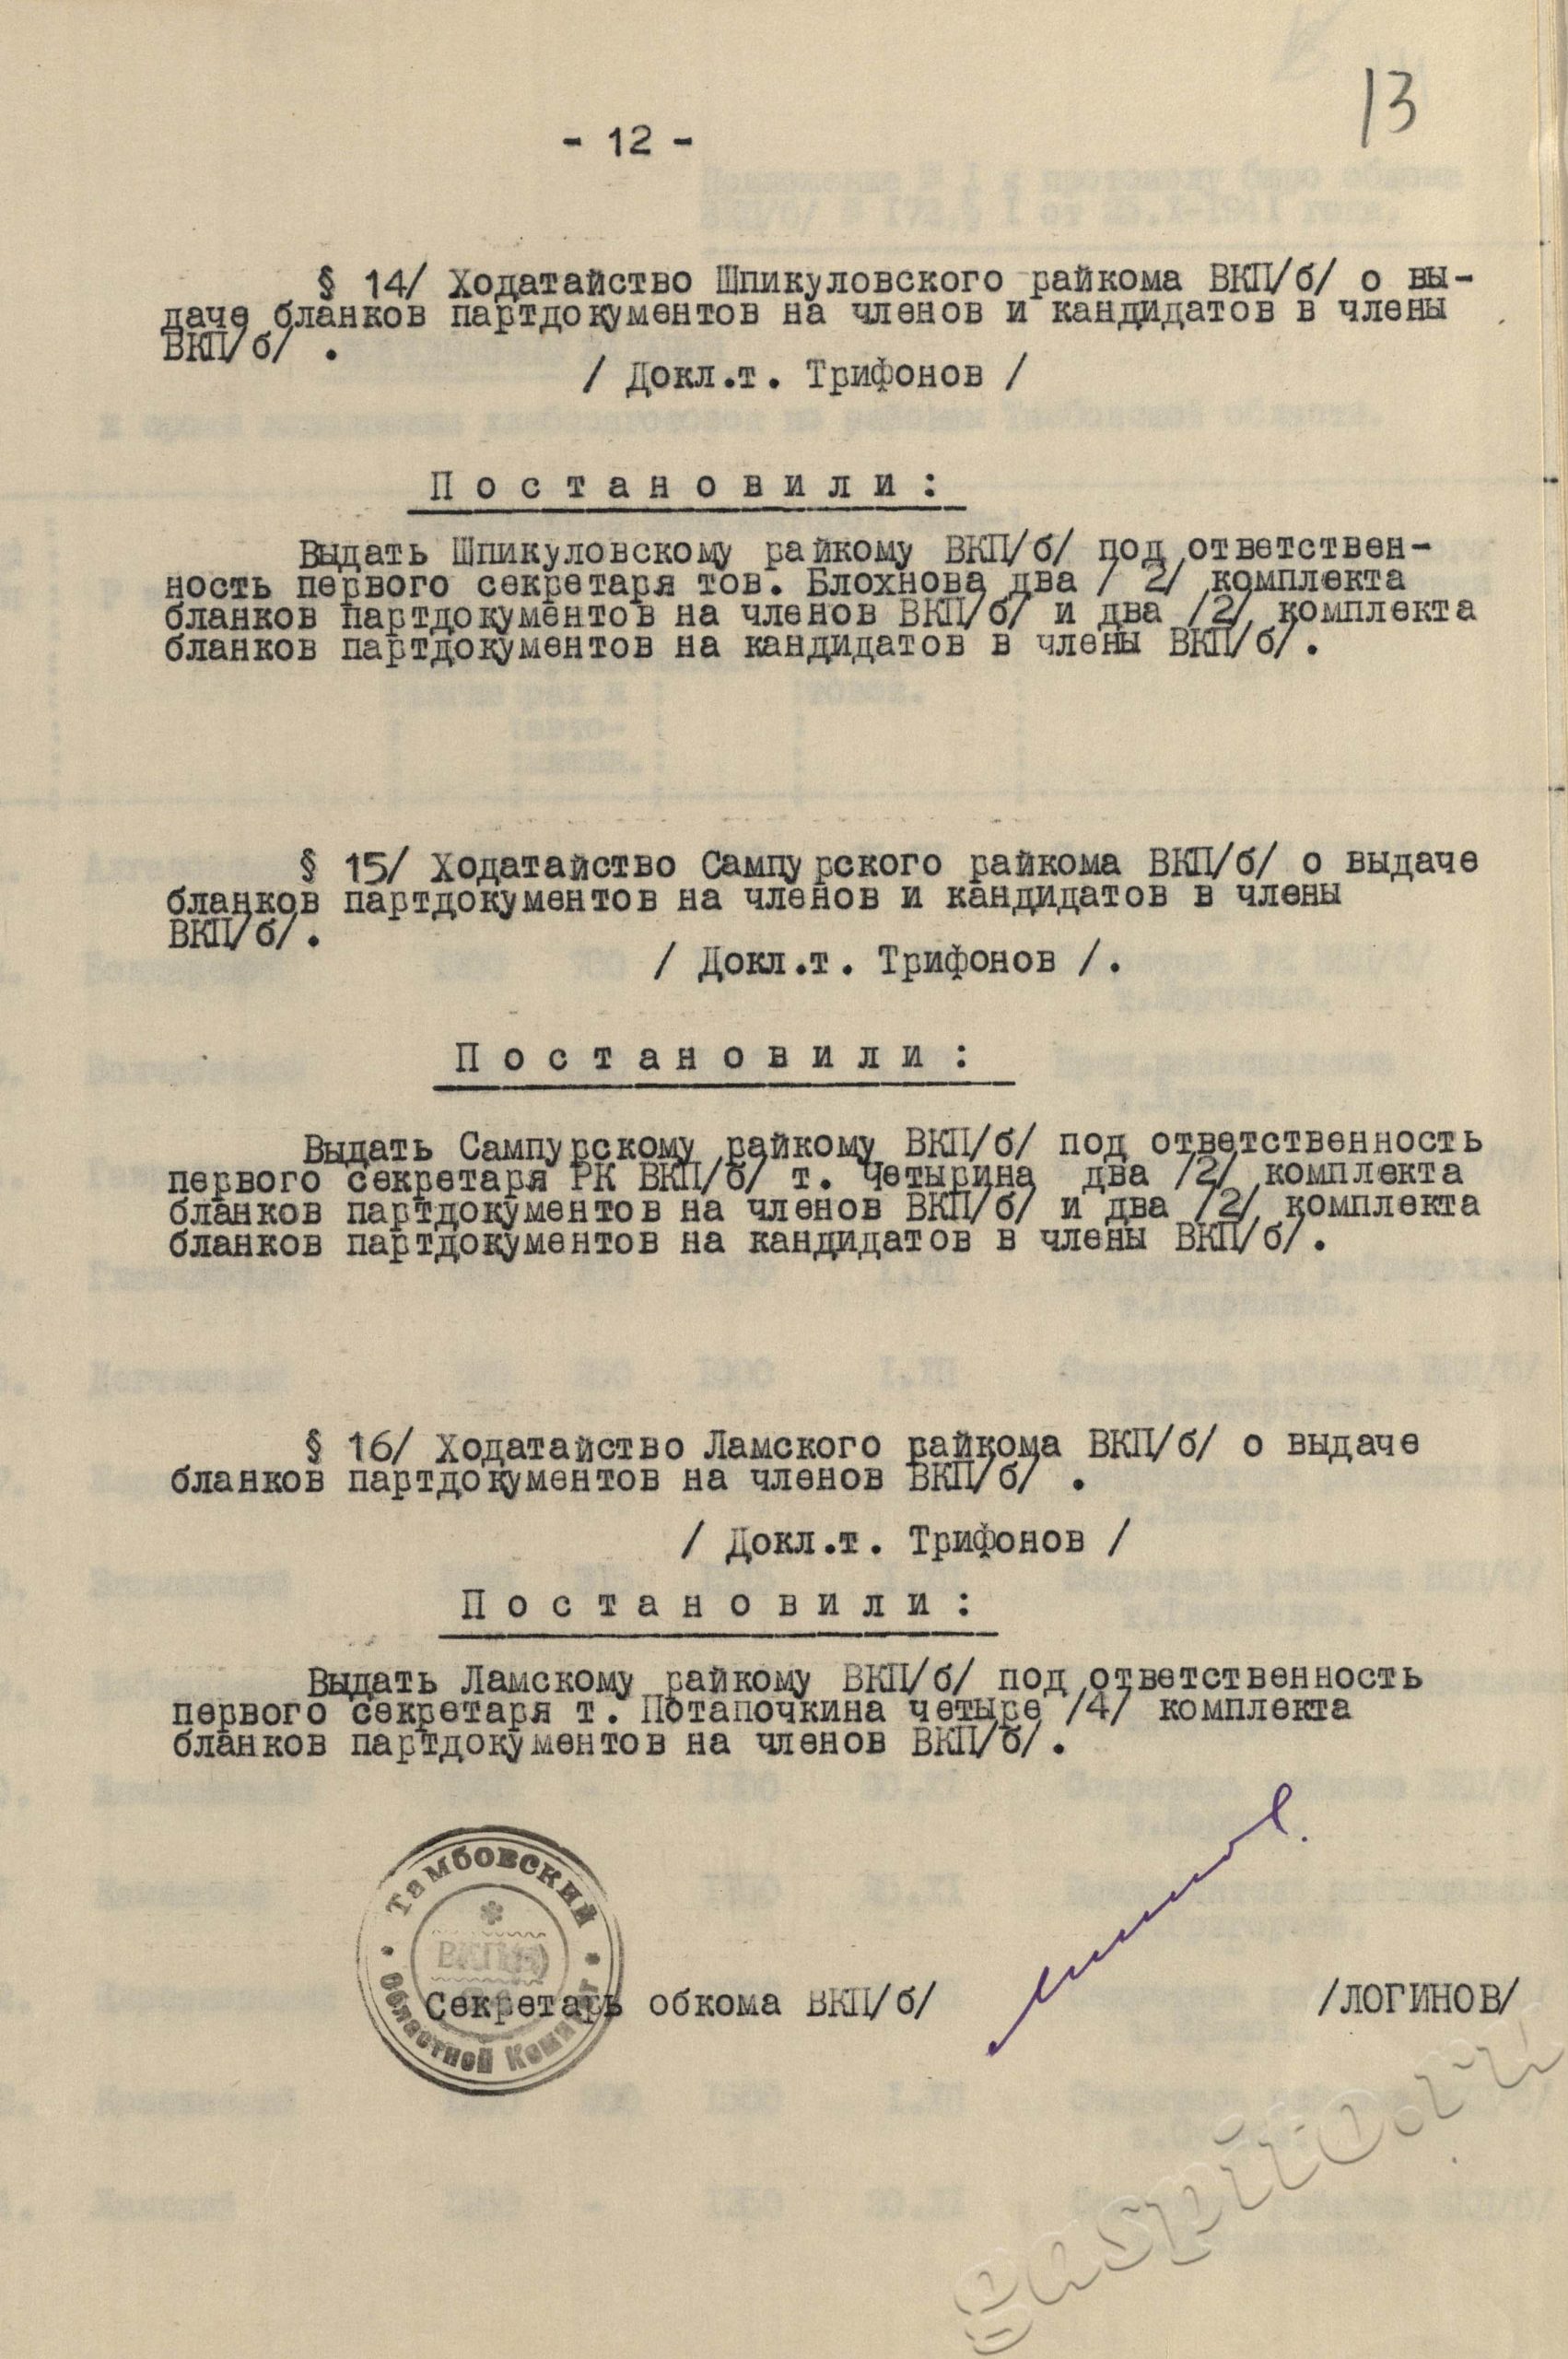 13
- 12 -
§ 14/ Ходатайство Шпикуловского райкома ВКП/б/ о вы-
даче бланков партдокументов на членов и кандидатов в члены
ВКП/б/ .
/ Докл.т. Трифонов /
П о с т а н о в и л и :
Выдать Шпикуловскому райкому ВКП/б/ под ответствен-
ность первого секретаря тов. Блохнова два / 2/ комплекта
бланков партдокументов на членов ВКП/б/ и два /2/ комплекта
бланков партдокументов на кандидатов в члены ВКП/б/.
§ 15/ Ходатайство Сампурского райкома ВКП/б/ о выдаче
бланков партдокументов на членов и кандидатов в члены
ВКП/б/.
/ Докл.т. Трифонов /.
П о с т а н о в и л и :
Выдать Сампурскому райкому ВКП/б/ под ответственность
первого секретаря РК ВКП/б/ т. Четырина два /2/ комплекта
бланков партдокументов на членов ВКП/б/ и два /2/ комплекта
бланков партдокументов на кандидатов в члены ВКП/б/.
§ 16/ Ходатайство Ламского райкома ВКП/б/ о выдаче
бланков партдокументов на членов ВКП/б/ .
/ Докл.т. Трифонов /
П о с т а н о в и л и :
Выдать Ламскому райкому ВКП/б/ под ответственность
первого секретаря т. Потапочкина четыре /4/ комплекта
бланков партдокументов на членов ВКП/б/.
Тамбовский
ВКП(б)
Областной Комитет
Секретарь обкома ВКП/б/ /ЛОГИНОВ/
gaspito.ru